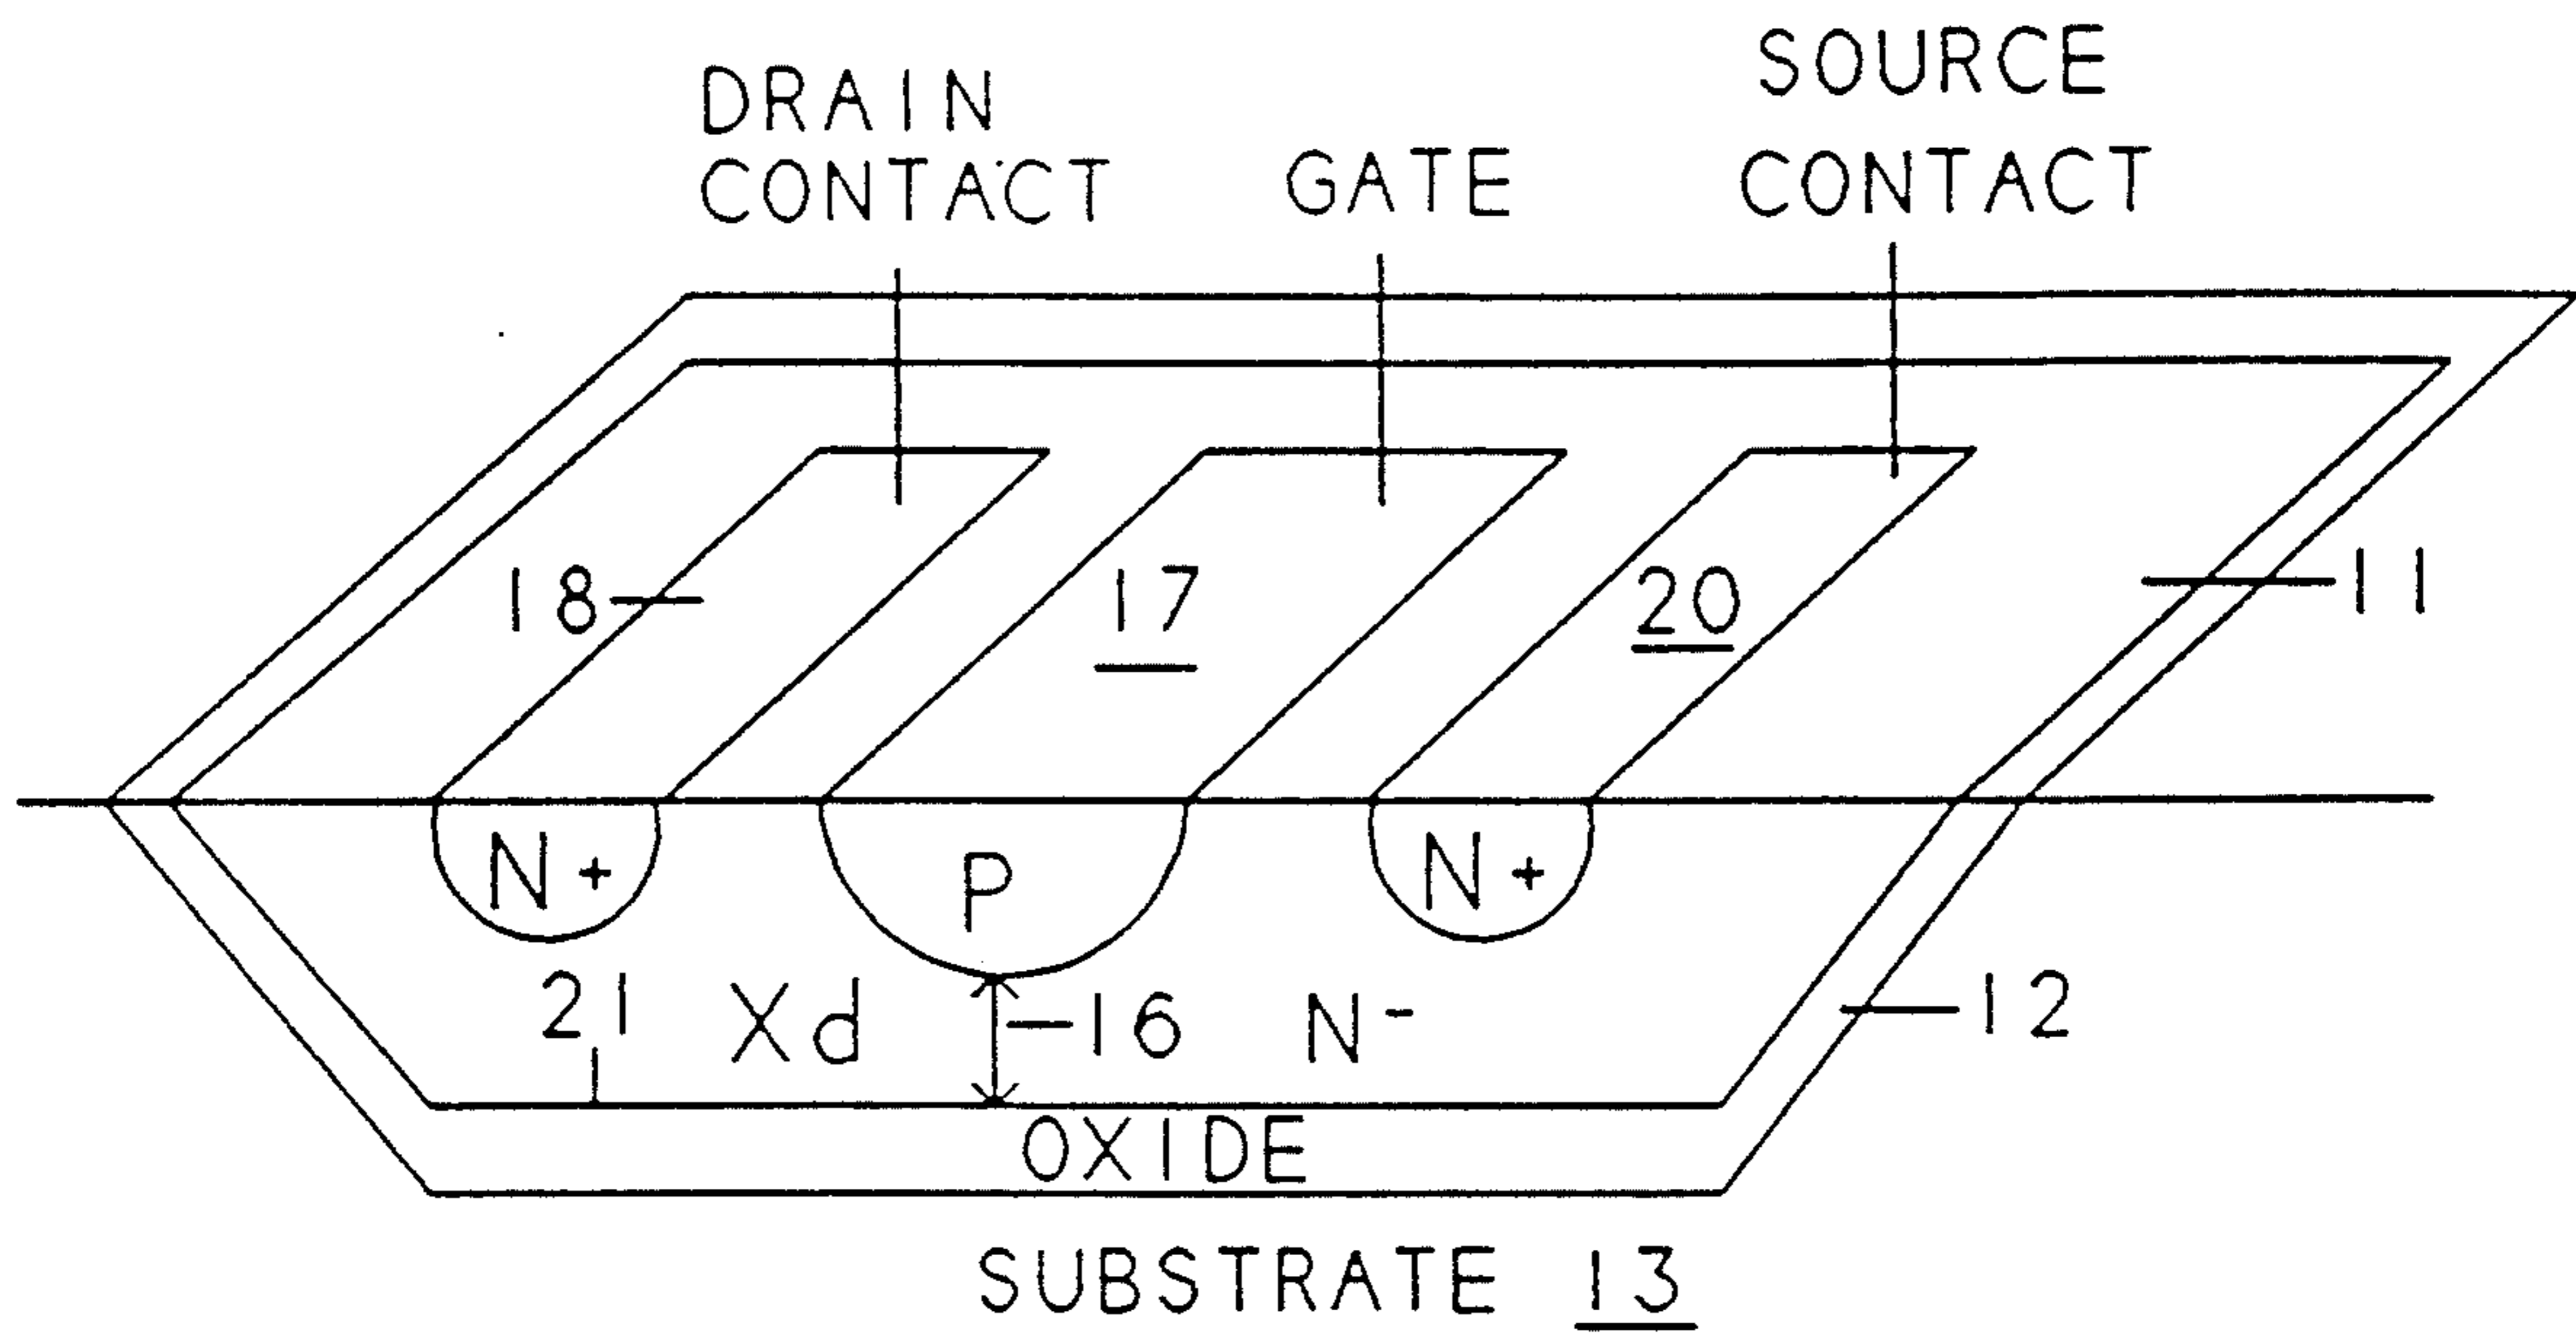 DRAIN
CONTACT
GATE
SOURCE
CONTACT
18
17
20
11
N+
P
N+
21
Xd
16
N-
12
OXIDE
SUBSTRATE 13